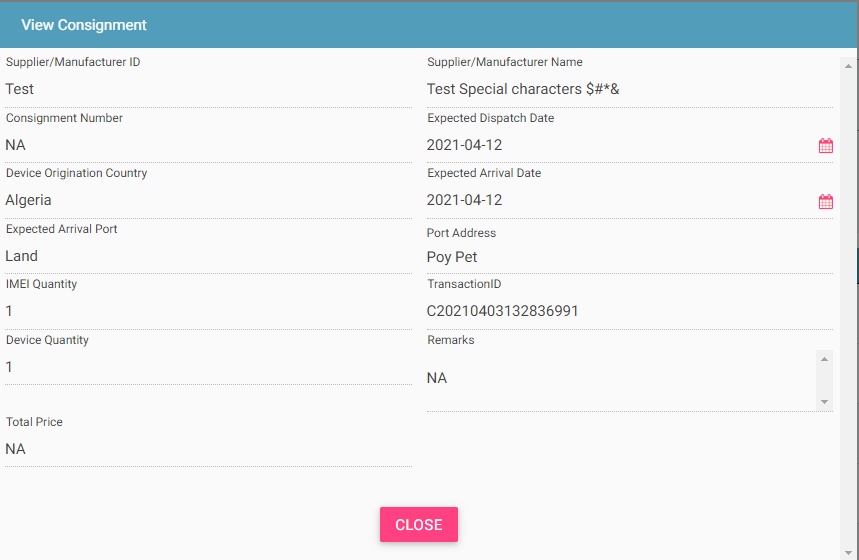 View Consignment
Supplier/Manufacturer ID
Supplier/Manufacturer Name
Test
Test Special characters $#*&
Consignment Number
Expected Dispatch Date
NA
2021-04-12
Device Origination Country
Expected Arrival Date
Algeria
2021-04-12
Expected Arrival Port
Port Address
Land
Poy Pet
IMEI Quantity
TransactionID
1
C20210403132836991
Device Quantity
Remarks
1
NA
Total Price
NA
CLOSE